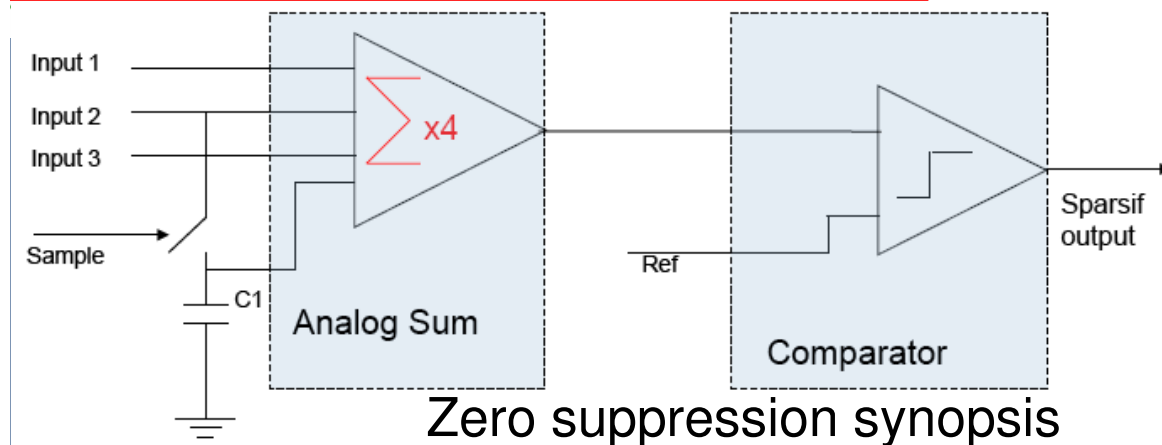 Input 1
Input 2
Input 3
x4
Sample
C1
Analog Sum
Ref
Comparator
Sparsif
output
Zero suppression synopsis